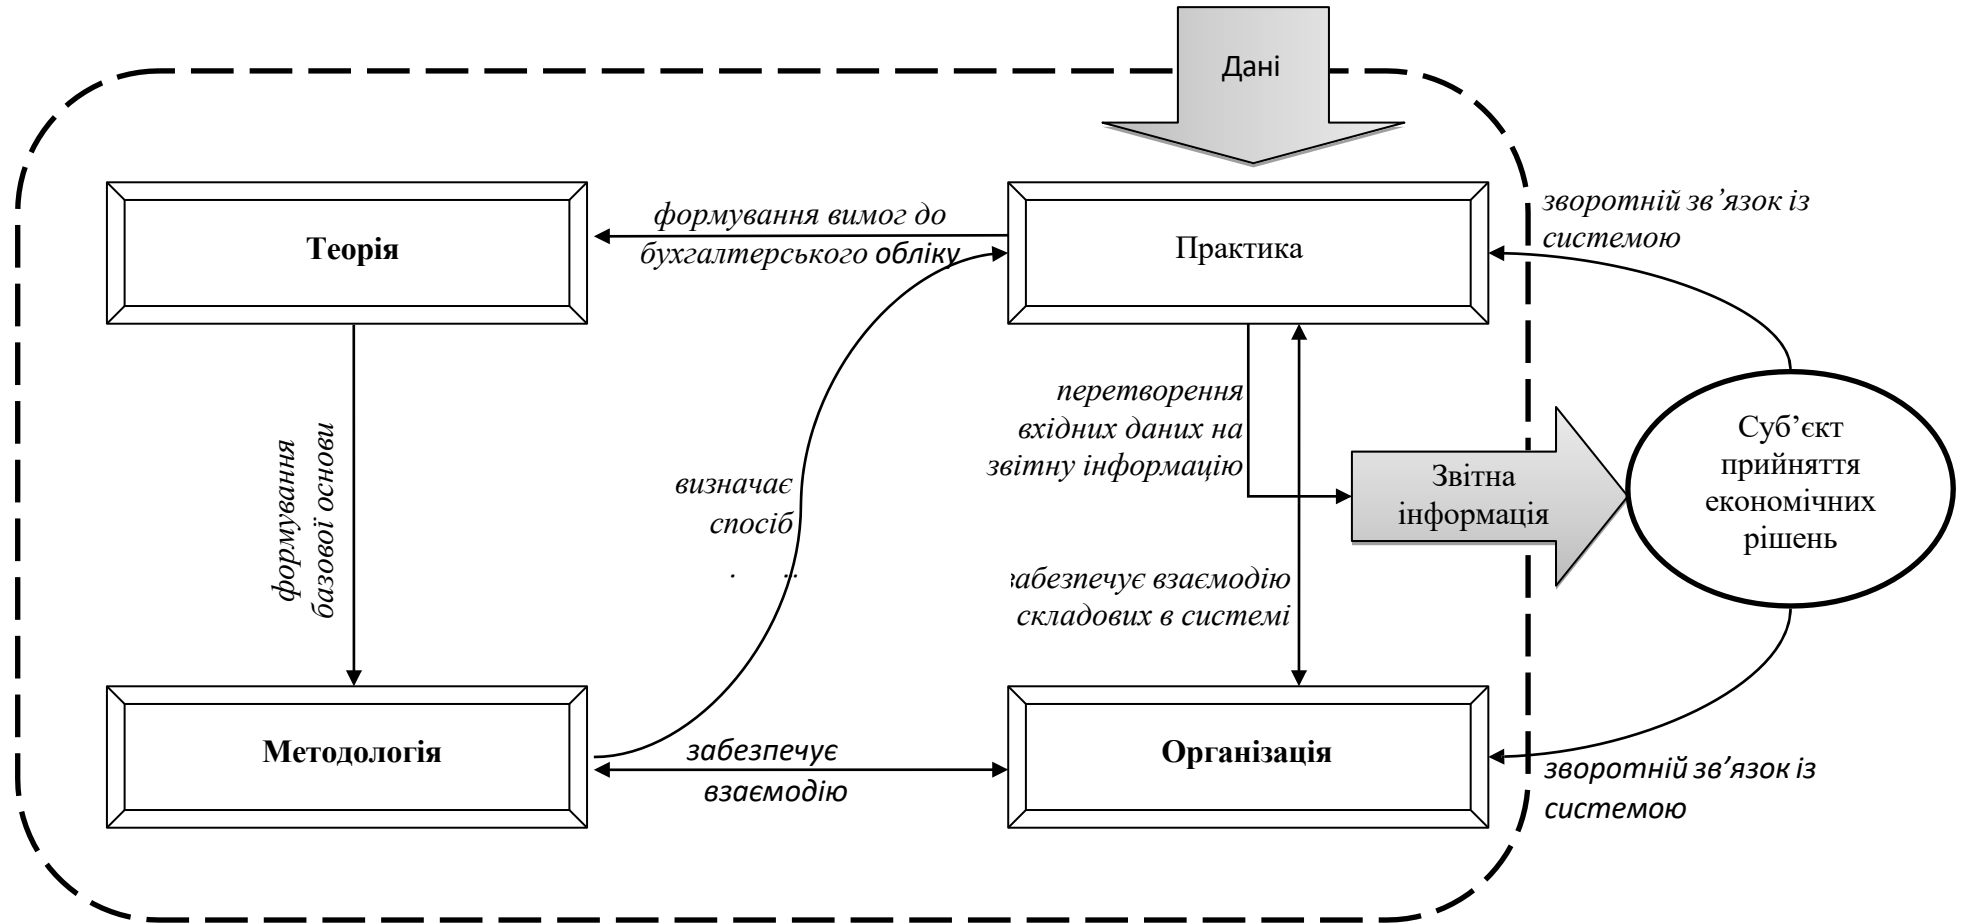 Дані
формування вимог до
бухгалтерського обліку
Теорія
Практика
зворотній зв’язок із
системою
перетворення
вхідних даних на
звітну інформацію
формування
базової основи
визначає
спосіб
Звітна
інформація
Суб’єкт
прийняття
економічних
рішень
забезпечує взаємодію
складових в системі
Методологія
забезпечує
взаємодію
Організація
зворотній зв’язок із
системою